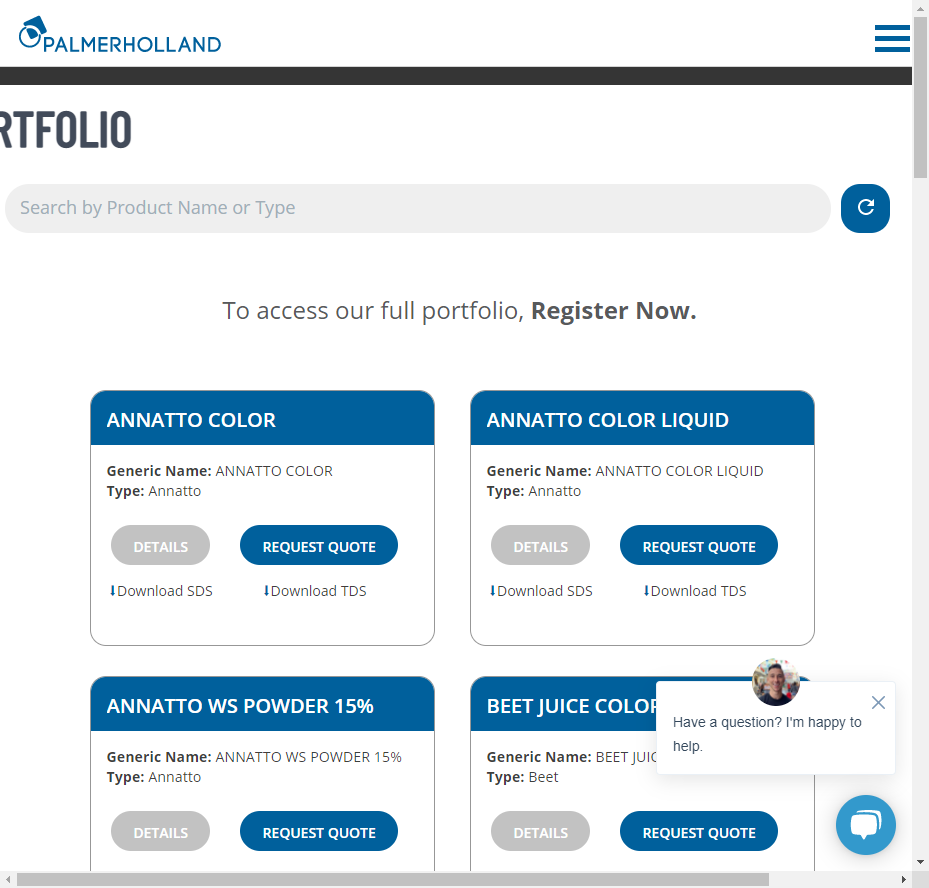 PALMERHOLLAND
RTFOLIO
Search by Product Name or Type
To access our full portfolio, Register Now.
ANNATTO COLOR
Generic Name: ANNATTO COLOR
Type: Annatto
DETAILS
REQUEST QUOTE
Download SDS
Download TDS
ANNATTO COLOR LIQUID
Generic Name: ANNATTO COLOR LIQUID
Type: Annatto
DETAILS
REQUEST QUOTE
Download SDS
Download TDS
ANNATTO WS POWDER 15%
Generic Name: ANNATTO WS POWDER 15%
Type: Annatto
DETAILS
REQUEST QUOTE
BEET JUICE COLOR
Generic Name: BEET JUIC
Type: Beet
DETAILS
REQUEST QUOTE
Have a question? I'm happy to
help.